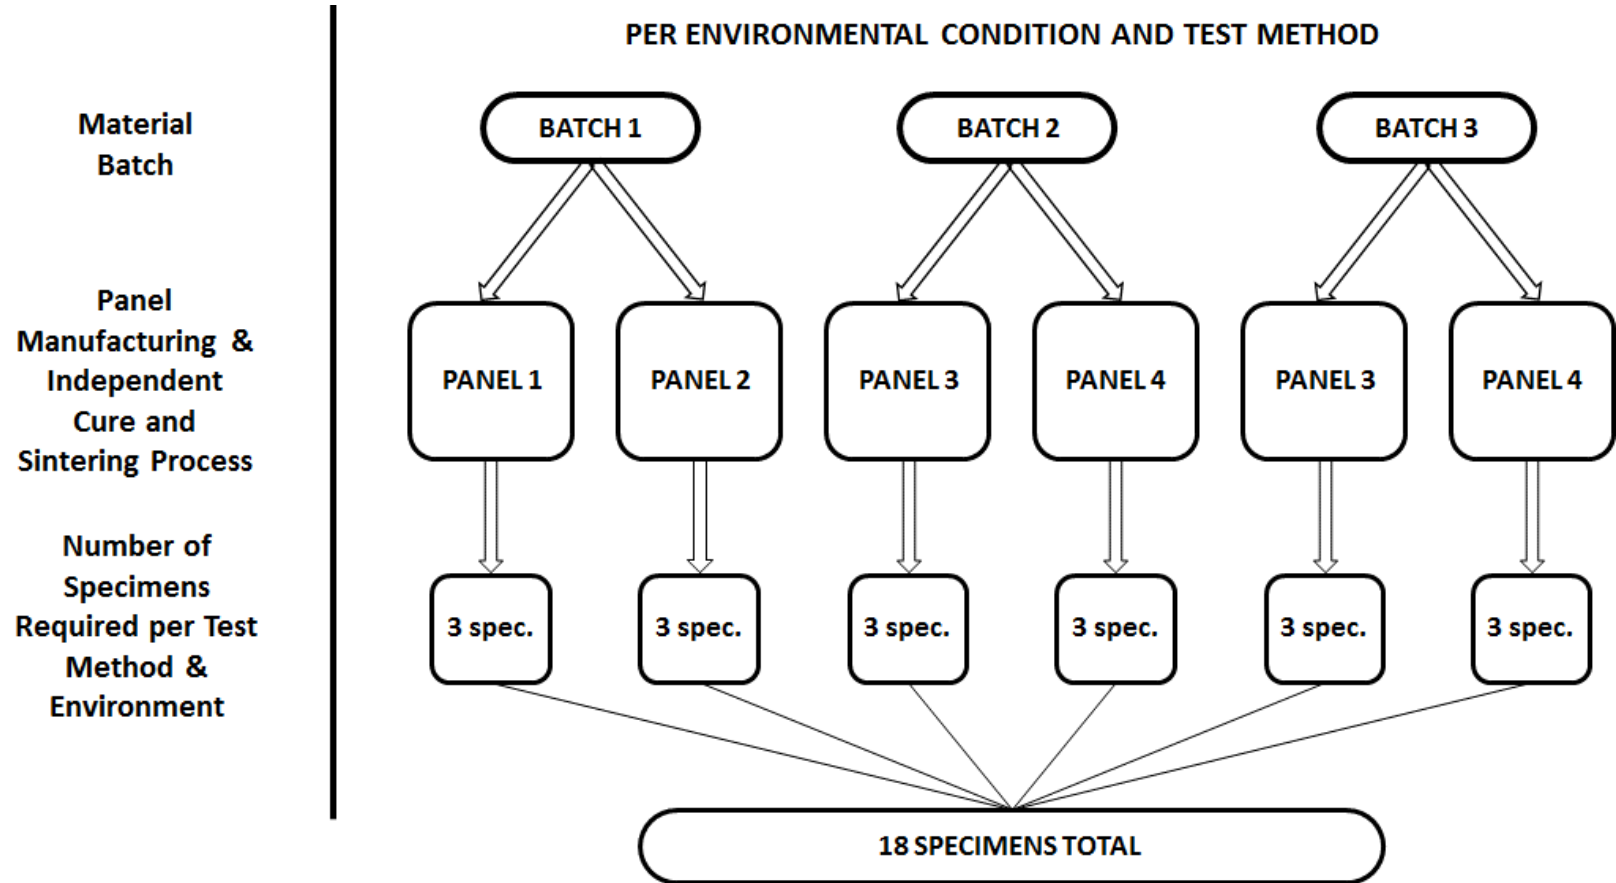 PER ENVIRONMENTAL CONDITION AND TEST METHOD
Material
Batch
BATCH 1
BATCH 2
BATCH 3
Panel
Manufacturing &
Independent
Cure and
Sintering Process
PANEL 1
PANEL 2
PANEL 3
PANEL 4
PANEL 3
PANEL 4
Number of
Specimens
Required per Test
Method &
Environment
3 spec.
3 spec.
3 spec.
3 spec.
3 spec.
3 spec.
18 SPECIMENS TOTAL